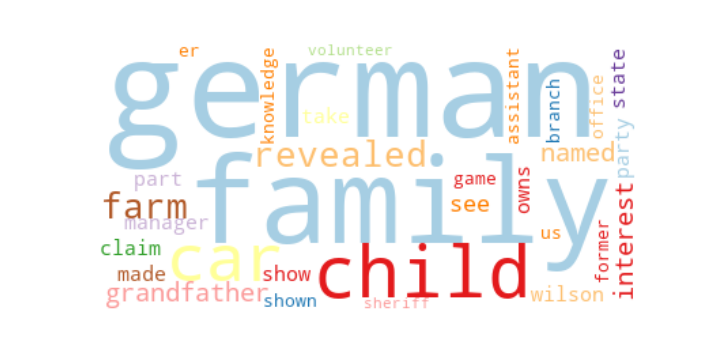 er
volunteer
german
knowledge
assistant
state
branch
office
take
revealed
named
party
family
part
game
owns
farm
see
manager
interest
us
claim
car
former
child
made
show
grandfather
shown
sheriff
wilson